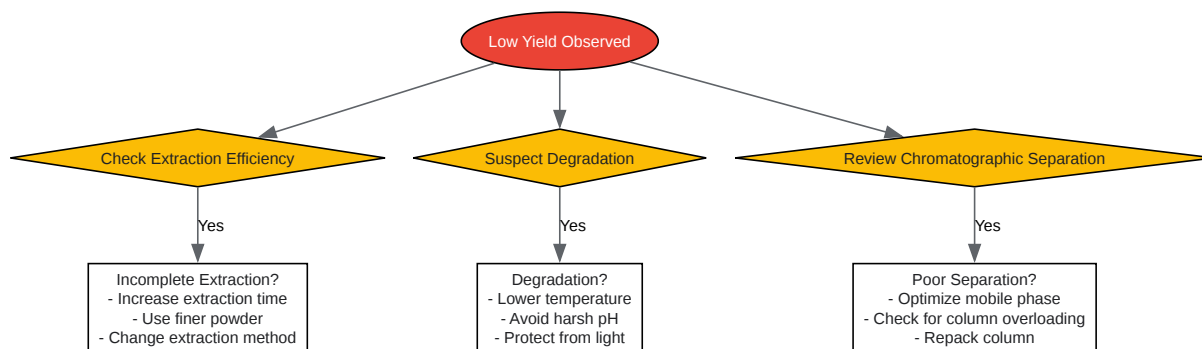 Low Yield Observed
Check Extraction Efficiency
Suspect Degradation
Review Chromatographic Separation
Yes
Yes
Yes
Incomplete Extraction?
- Increase extraction time
- Use finer powder
- Change extraction method
Degradation?
- Lower temperature
- Avoid harsh pH
- Protect from light
Poor Separation?
- Optimize mobile phase
- Check for column overloading
- Repack column